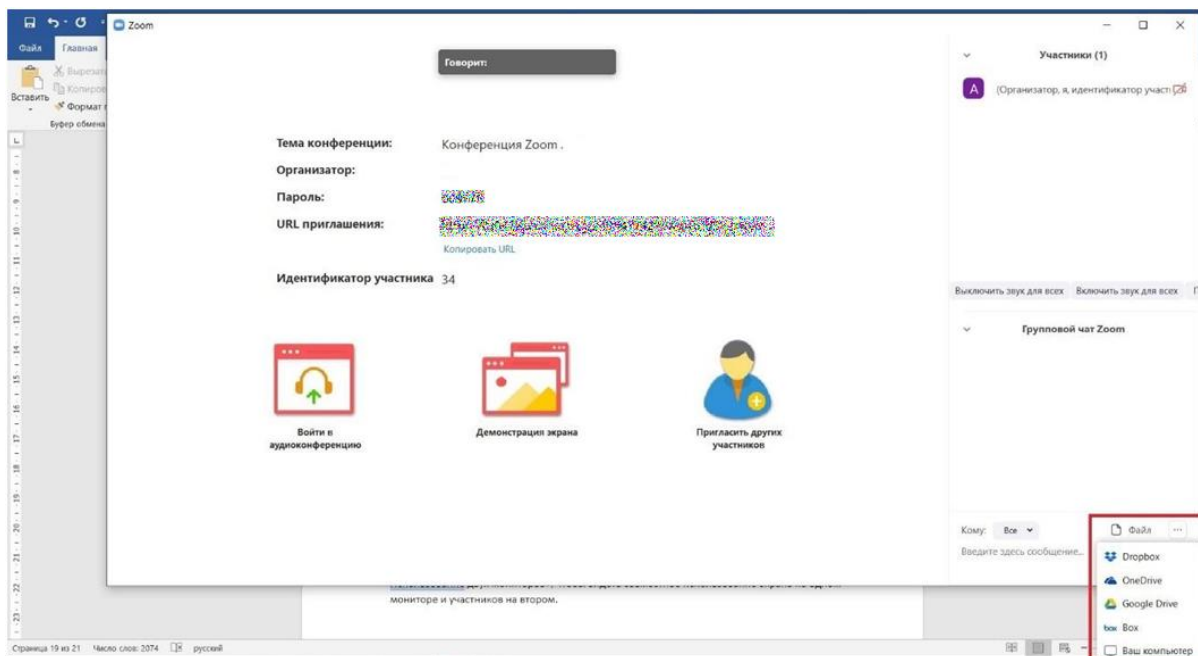 Zoom
Файл Главная
Вырезать
Вставить
Формат
Буфер обмена
Говорит:
Тема конференции: Конференция Zoom .
Организатор:
Пароль:
URL приглашения:
Копировать URL
Идентификатор участника 34
Войти в
аудиоконференцию
Демонстрация экрана
Пригласить других
участников
Участники (1)
A (Организатор, я, идентификатор участ
Выключить звук для всех Включить звук для всех П
Групповой чат Zoom
Кому: Все Файл ...
Введите здесь сообщение...
Dropbox
OneDrive
Google Drive
box Box
Ваш компьютер
мониторе и участников на втором.
Страница 19 из 21 Число слов: 2074 русский